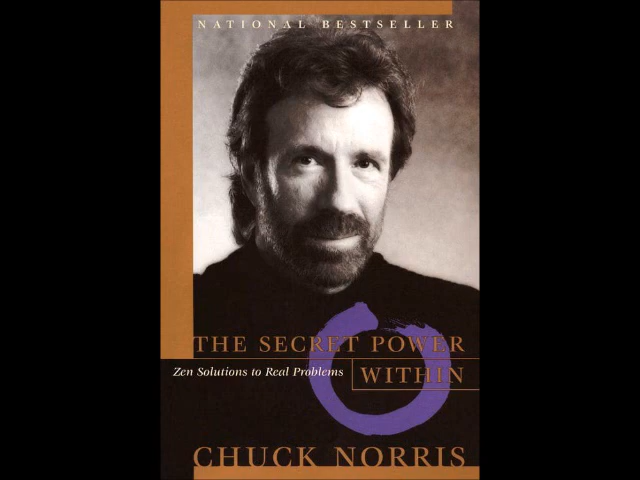 NATIONAL BESTSELLER
THE SECRET POWER
Zen Solutions to Real Problems
WITHIN
CHUCK NORRIS